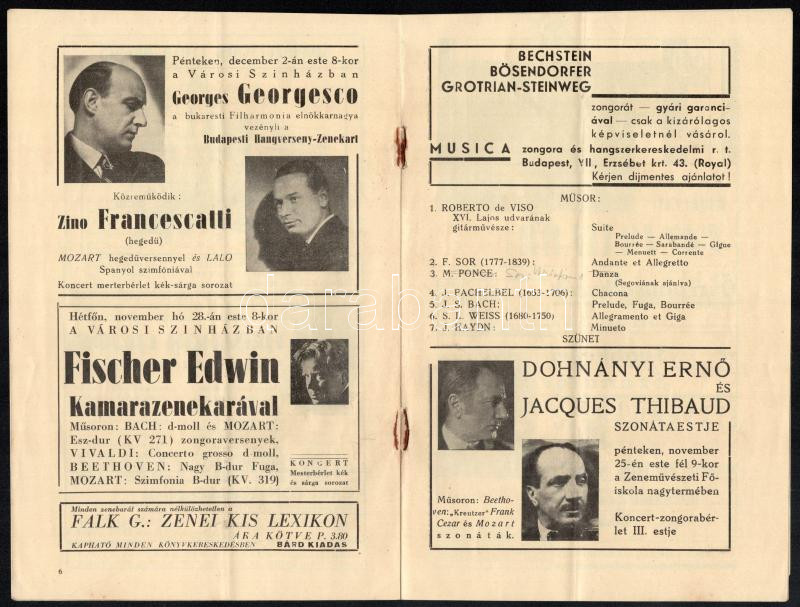 Pénteken, december 2-án este 8-kor
a Városi Szinházban
Georges Georgesco
a bukaresti Filharmonia elnökkarnagya
vezényli a
Budapesti Hangverseny-Zenekart
Közreműködik :
Zino Francescatti
(hegedű)
MOZART hegedűversennyel és LALO
Spanyol szimfóniával
Koncert mesterbérlet kék-sárga sorozat
Hétfőn, november hó 28.-án este 8-kor
A VÁROSI SZINHÁZBAN
Fischer Edwin
Kamarazenekarával
Műsoron: BACH: d-moll és MOZART:
Esz-dur (KV 271) zongoraversenyek,
VIVALDI: Concerto grosso d moll,
BEETHOVEN: Nagy B-dur Fuga,
MOZART: Szimfonia B-dur (KV. 319)
KONCERT
Mesterbérlet kék
és sárga sorozat
Minden zenebarát számára nélkülözhetetlen a
FALK G.: ZENEI KIS LEXIKON
ÁRA KÖTVE P. 3.80
KAPHATÓ MINDEN KÖNYVKERESKEDÉSBEN BÁRD KIADÁS
6
BECHSTEIN
BÖSENDORFER
GROTRIAN-STEINWEG
zongorát — gyári garanci-
ával — csak a kizárólagos
képviseletnél vásárol.
MUSICA zongora és hangszerkereskedelmi r. t.
Budapest, VII., Erzsébet krt. 43. (Royal)
Kérjen dijmentes ajánlatot!
MŰSOR:
1. ROBERTO de VISO
XVI. Lajos udvarának
gitárművésze : Suite
Prelude — Allemande —
Bourrée — Sarabandé — Gigue
— Menuett — Corrente
2. F. SOR (1777-1839) : Andante et Allegretto
3. M. PONCE: Danza
(Segoviának ajánlva)
4. J. PACHELBEL (1653-1706) : Chacona
5. J. S. BACH: Prelude, Fuga, Bourrée
6. S. L. WEISS (1680-1750) Allegramento et Giga
7. J. HAYDN: Minueto
SZÜNET
DOHNÁNYI ERNŐ
ÉS
JACQUES THIBAUD
SZONÁTAESTJE
péntek­en, november
25-én este fél 9-kor
a Zeneművészeti Fő-
iskola nagytermében
Műsoron: Beetho-
ven: „Kreutzer" Frank
Cezar és Mozart
szonáták.
Koncert-zongorabér-
let III. estje
darabanth